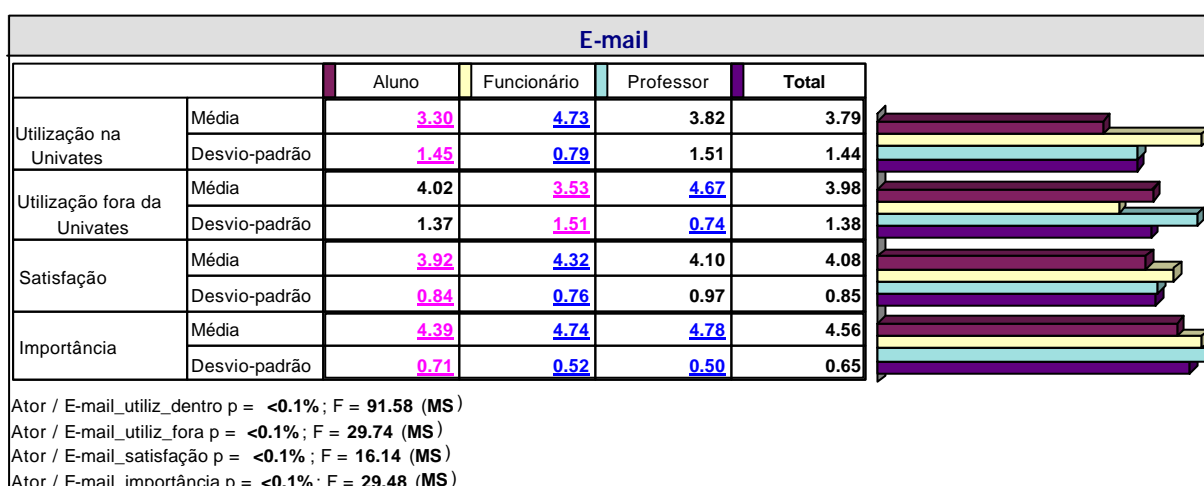 E-mail
Aluno Funcionário Professor Total
Utilização na Univates
Média 3.30 4.73 3.82 3.79
Desvio-padrão 1.45 0.79 1.51 1.44
Utilização fora da Univates
Média 4.02 3.53 4.67 3.98
Desvio-padrão 1.37 1.51 0.74 1.38
Satisfação
Média 3.92 4.32 4.10 4.08
Desvio-padrão 0.84 0.76 0.97 0.85
Importância
Média 4.39 4.74 4.78 4.56
Desvio-padrão 0.71 0.52 0.50 0.65
Ator / E-mail_utiliz_dentro p = <0.1% ; F = 91.58 (MS)
Ator / E-mail_utiliz_fora p = <0.1% ; F = 29.74 (MS)
Ator / E-mail_satisfação p = <0.1% ; F = 16.14 (MS)
Ator / E-mail_importância p = <0.1% ; F = 29.48 (MS)